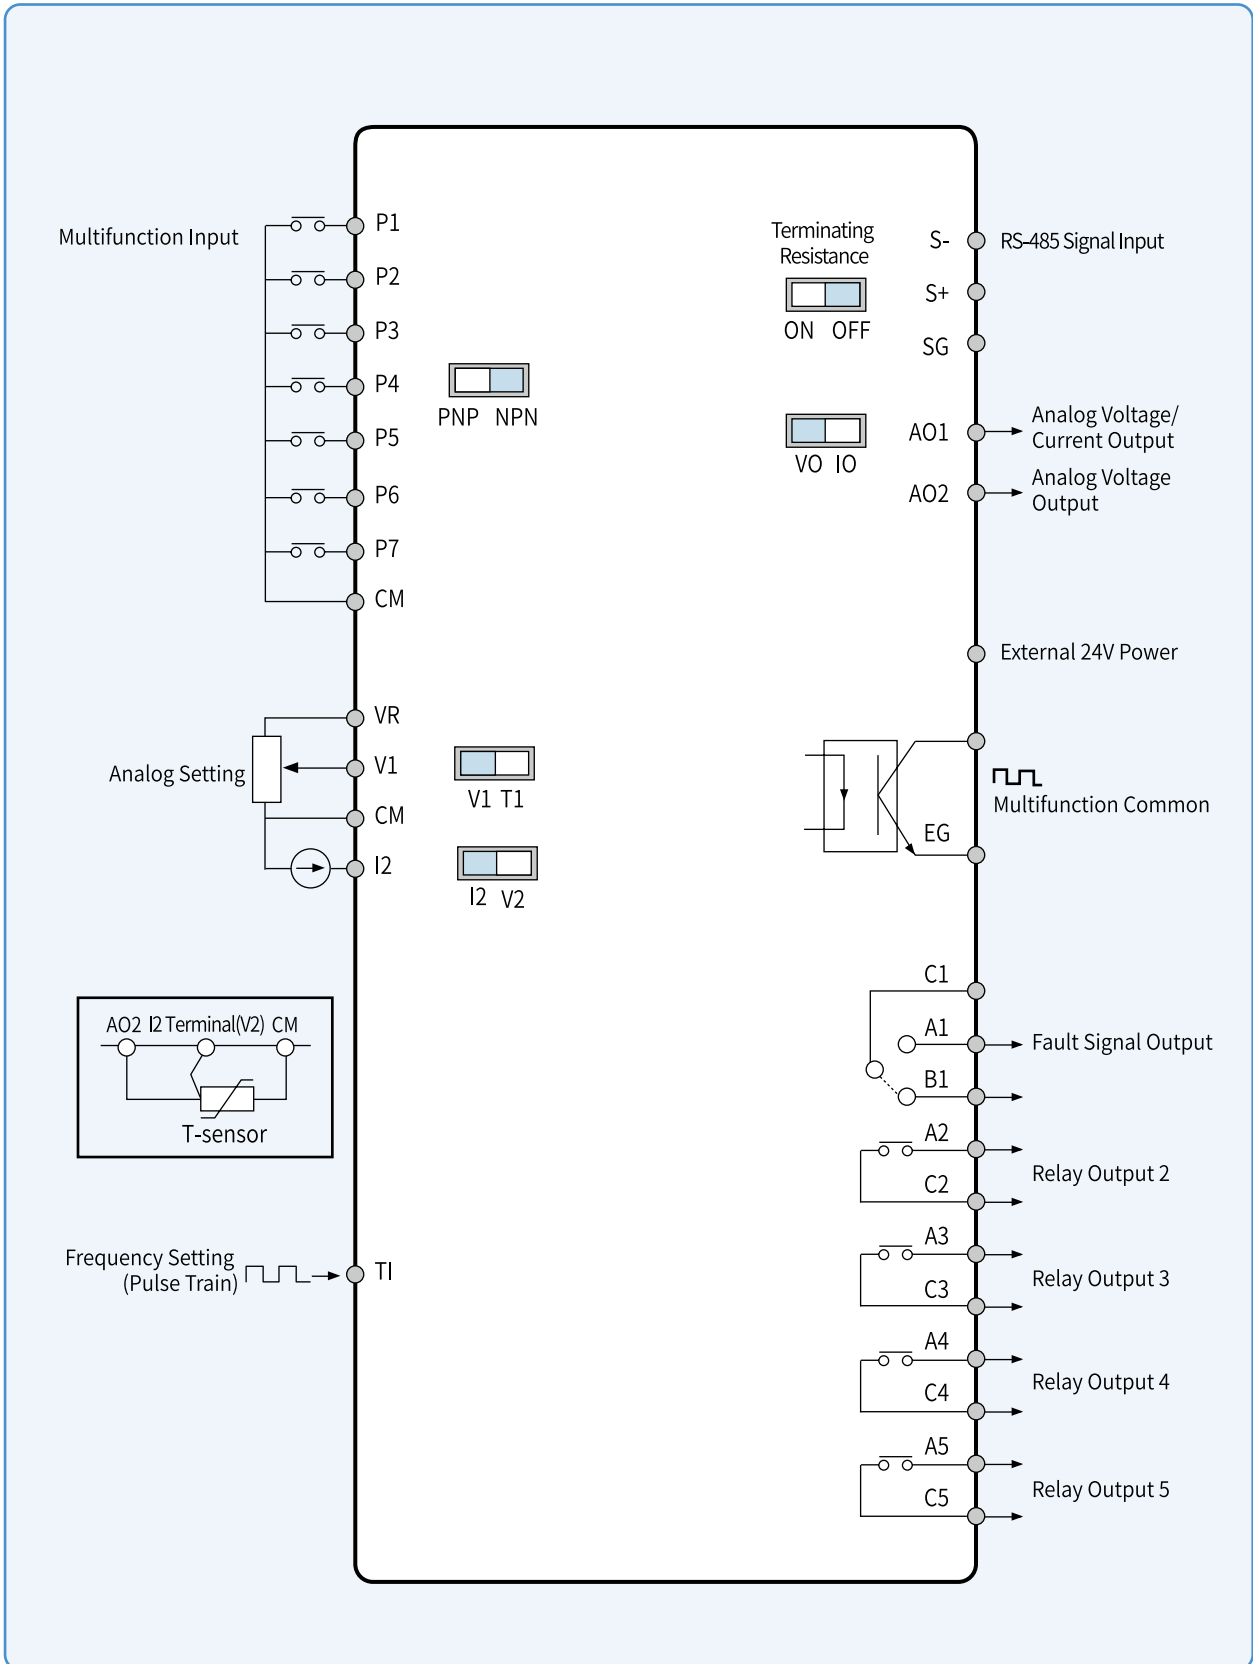 Multifunction Input
P1
P2
P3
P4
P5
P6
P7
CM
PNP NPN
Terminating
Resistance
ON OFF
S-
RS-485 Signal Input
S+
SG
VO IO
AO1
Analog Voltage/
Current Output
AO2
Analog Voltage
Output
External 24V Power
Analog Setting
VR
V1
CM
I2
V1 T1
I2 V2
Multifunction Common
EG
AO2 I2 Terminal(V2) CM
T-sensor
Frequency Setting
(Pulse Train)
TI
C1
A1
Fault Signal Output
B1
A2
Relay Output 2
C2
A3
Relay Output 3
C3
A4
Relay Output 4
C4
A5
Relay Output 5
C5